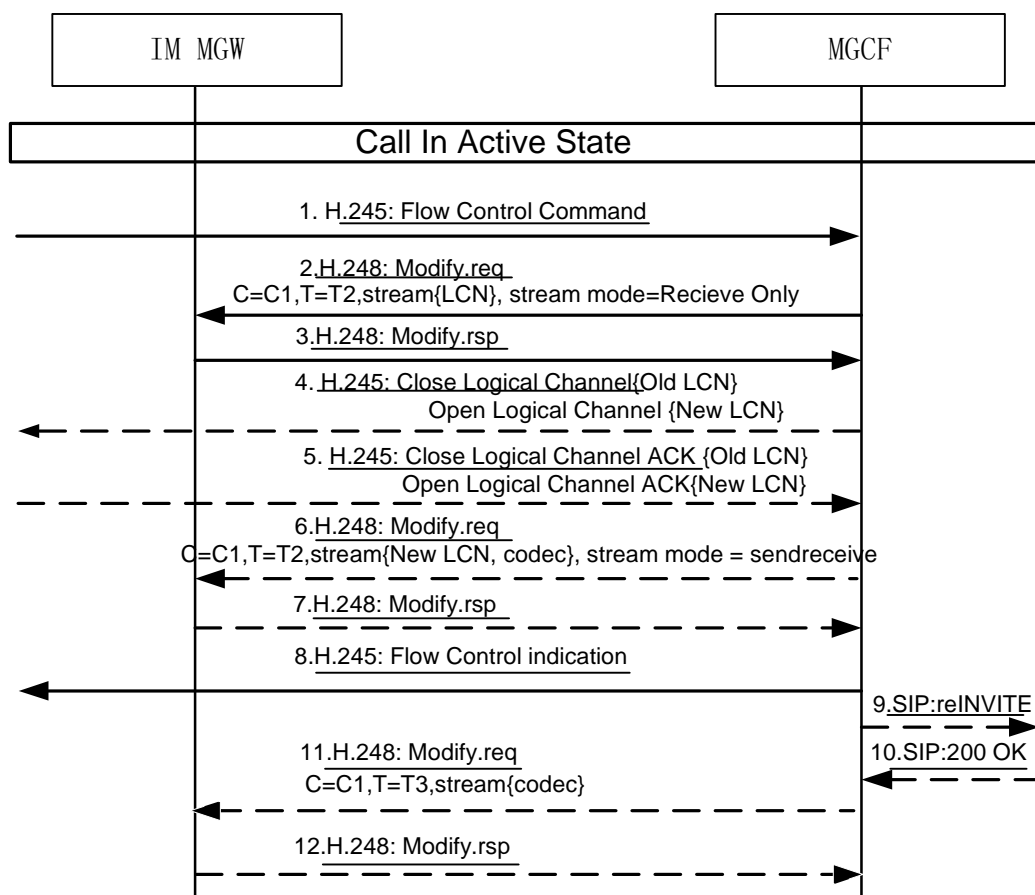 IM MGW
MGCF
Call In Active State
1. H.245: Flow Control Command
2.H.248: Modify.req
C=C1,T=T2,stream{LCN}, stream mode=Recieve Only
3.H.248: Modify.rsp
4. H.245: Close Logical Channel{Old LCN}
Open Logical Channel {New LCN}
5. H.245: Close Logical Channel ACK {Old LCN}
Open Logical Channel ACK{New LCN}
6.H.248: Modify.req
C=C1,T=T2,stream{New LCN, codec}, stream mode = sendreceive
7.H.248: Modify.rsp
8.H.245: Flow Control indication
9.SIP:reINVITE
10.SIP:200 OK
11.H.248: Modify.req
C=C1,T=T3,stream{codec}
12.H.248: Modify.rsp